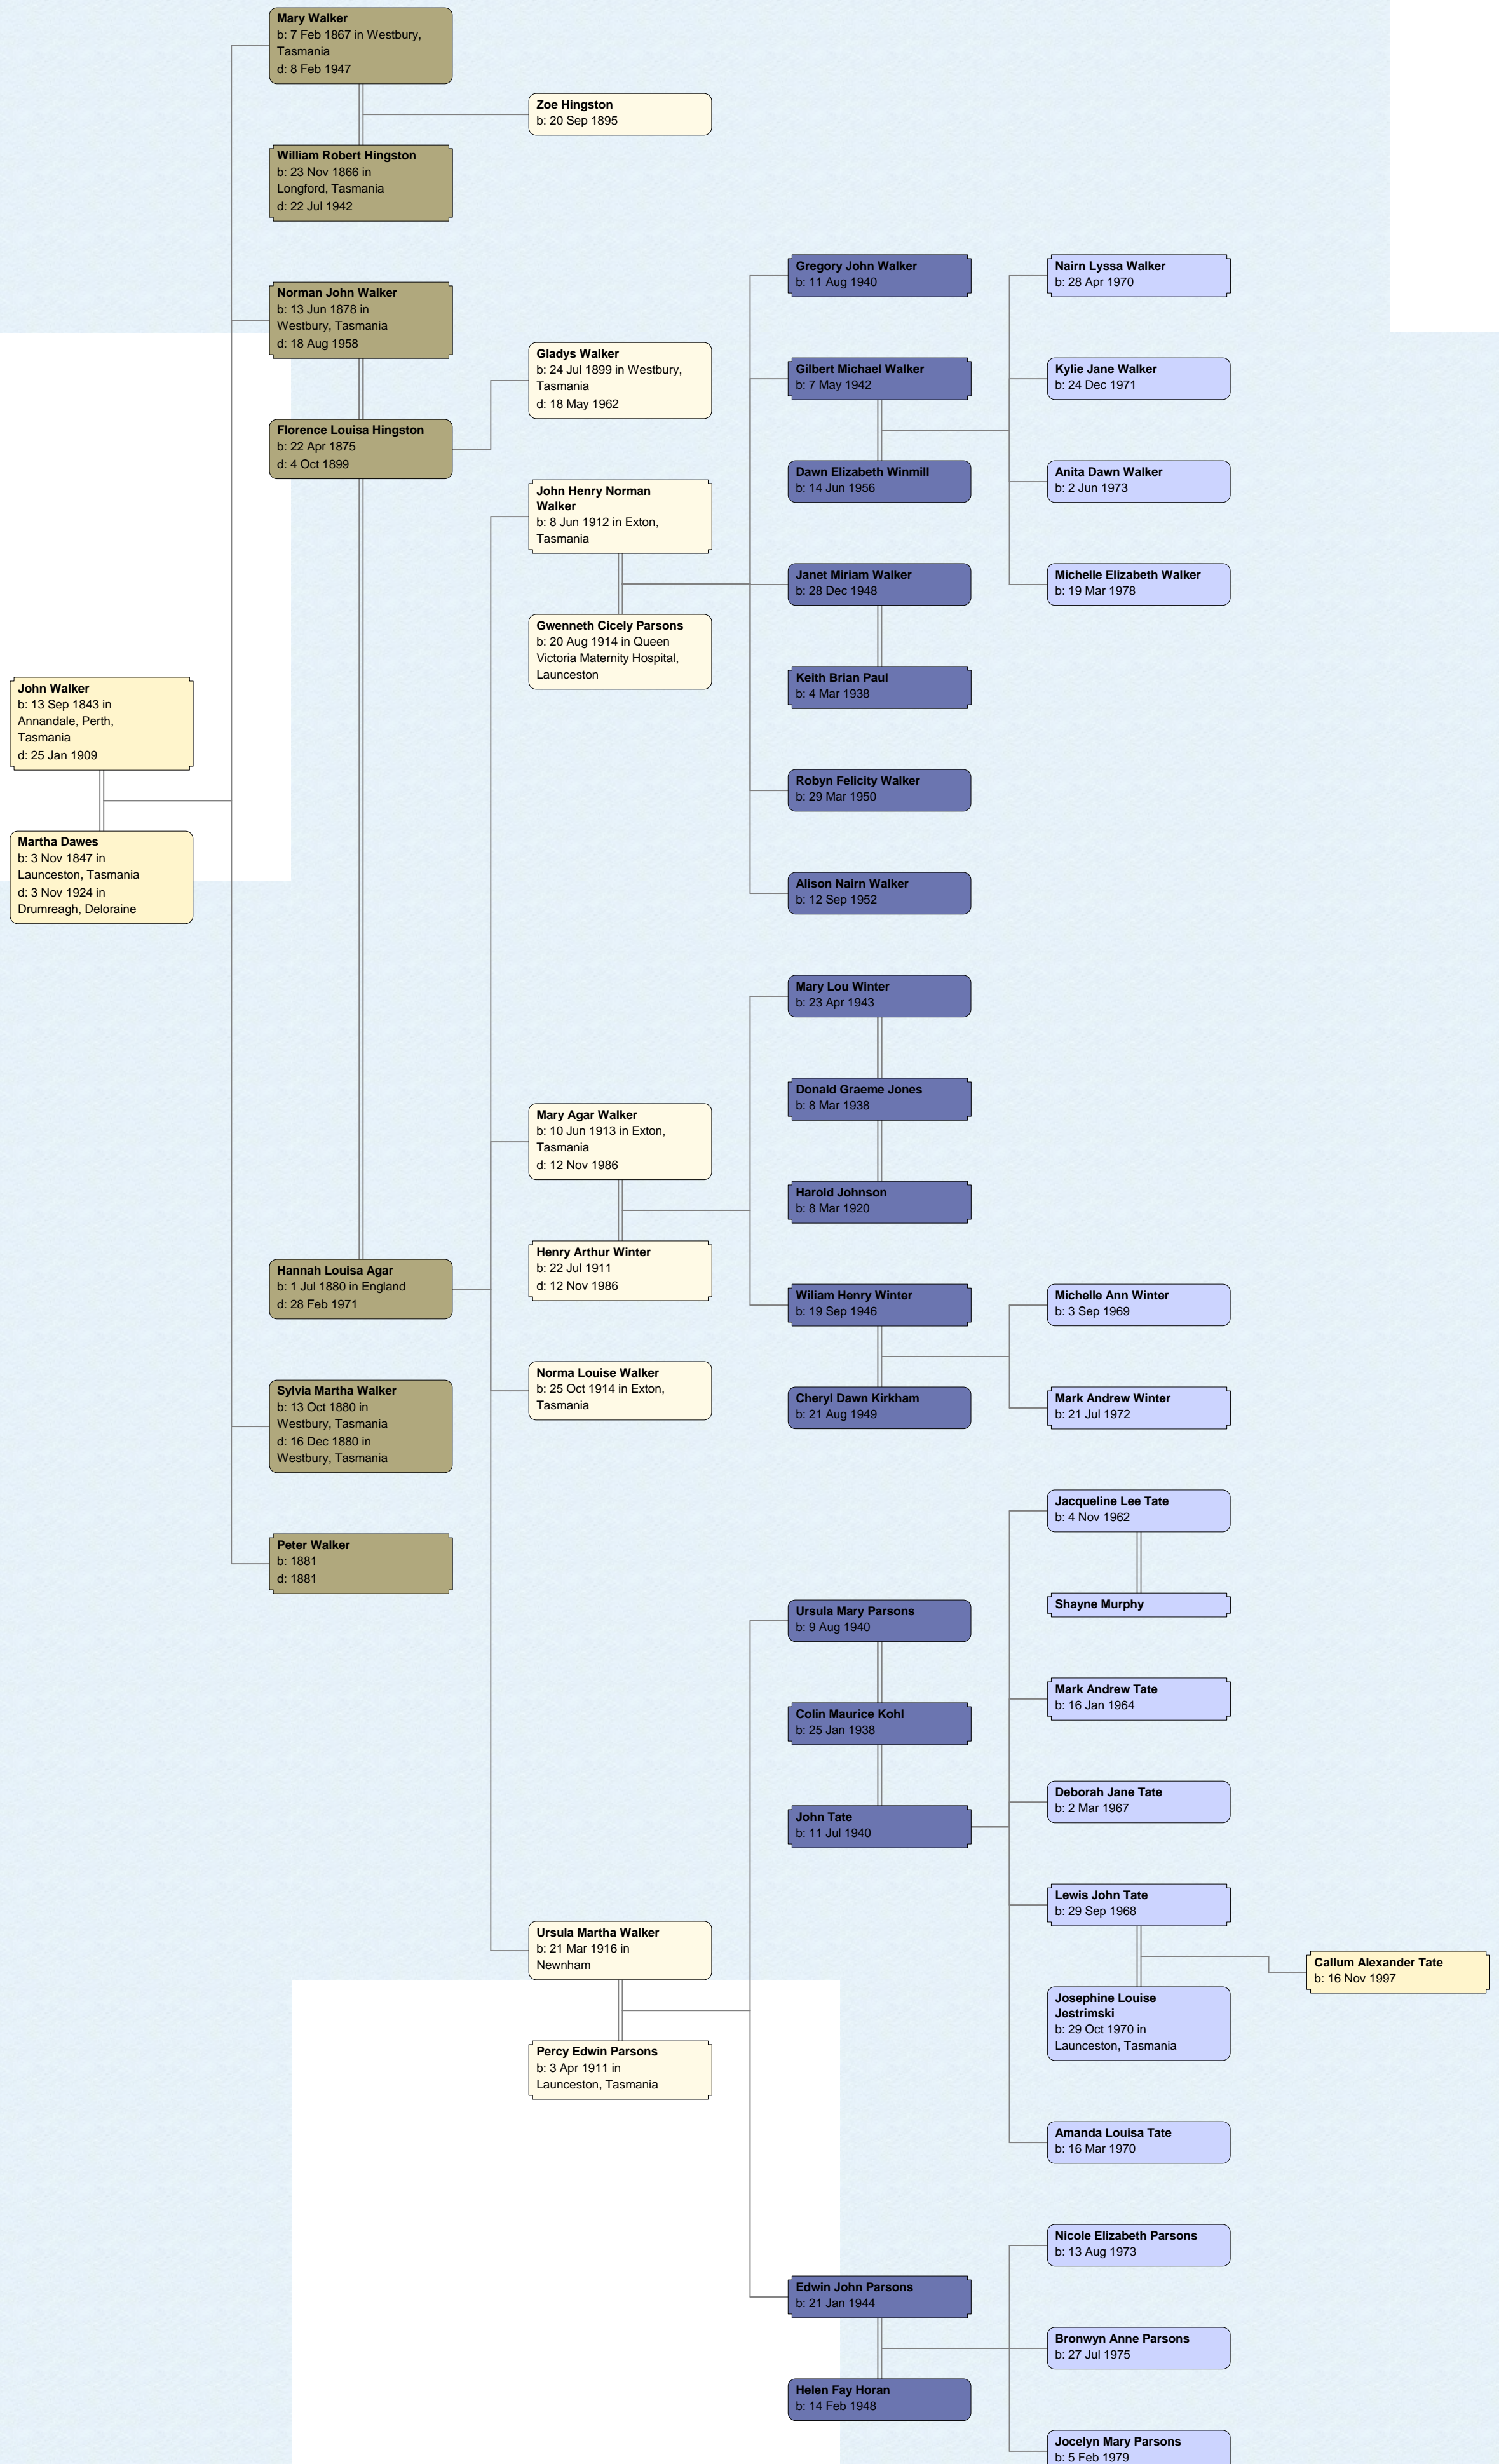 Mary Walker
b: 7 Feb 1867 in Westbury,
Tasmania
d: 8 Feb 1947
Zoe Hingston
b: 20 Sep 1895
William Robert Hingston
b: 23 Nov 1866 in
Longford, Tasmania
d: 22 Jul 1942
Norman John Walker
b: 13 Jun 1878 in
Westbury, Tasmania
d: 18 Aug 1958
Florence Louisa Hingston
b: 22 Apr 1875
d: 4 Oct 1899
Gladys Walker
b: 24 Jul 1899 in Westbury,
Tasmania
d: 18 May 1962
John Henry Norman
Walker
b: 8 Jun 1912 in Exton,
Tasmania
Gwenneth Cicely Parsons
b: 20 Aug 1914 in Queen
Victoria Maternity Hospital,
Launceston
Gregory John Walker
b: 11 Aug 1940
Gilbert Michael Walker
b: 7 May 1942
Dawn Elizabeth Winmill
b: 14 Jun 1956
Janet Miriam Walker
b: 28 Dec 1948
Keith Brian Paul
b: 4 Mar 1938
Robyn Felicity Walker
b: 29 Mar 1950
Alison Nairn Walker
b: 12 Sep 1952
Nairn Lyssa Walker
b: 28 Apr 1970
Kylie Jane Walker
b: 24 Dec 1971
Anita Dawn Walker
b: 2 Jun 1973
Michelle Elizabeth Walker
b: 19 Mar 1978
John Walker
b: 13 Sep 1843 in
Annandale, Perth,
Tasmania
d: 25 Jan 1909
Martha Dawes
b: 3 Nov 1847 in
Launceston, Tasmania
d: 3 Nov 1924 in
Drumreagh, Deloraine
Mary Lou Winter
b: 23 Apr 1943
Donald Graeme Jones
b: 8 Mar 1938
Harold Johnson
b: 8 Mar 1920
Mary Agar Walker
b: 10 Jun 1913 in Exton,
Tasmania
d: 12 Nov 1986
Henry Arthur Winter
b: 22 Jul 1911
d: 12 Nov 1986
Hannah Louisa Agar
b: 1 Jul 1880 in England
d: 28 Feb 1971
Wiliam Henry Winter
b: 19 Sep 1946
Cheryl Dawn Kirkham
b: 21 Aug 1949
Michelle Ann Winter
b: 3 Sep 1969
Mark Andrew Winter
b: 21 Jul 1972
Norma Louise Walker
b: 25 Oct 1914 in Exton,
Tasmania
Sylvia Martha Walker
b: 13 Oct 1880 in
Westbury, Tasmania
d: 16 Dec 1880 in
Westbury, Tasmania
Peter Walker
b: 1881
d: 1881
Jacqueline Lee Tate
b: 4 Nov 1962
Shayne Murphy
Ursula Mary Parsons
b: 9 Aug 1940
Colin Maurice Kohl
b: 25 Jan 1938
John Tate
b: 11 Jul 1940
Mark Andrew Tate
b: 16 Jan 1964
Deborah Jane Tate
b: 2 Mar 1967
Lewis John Tate
b: 29 Sep 1968
Callum Alexander Tate
b: 16 Nov 1997
Josephine Louise
Jestrimski
b: 29 Oct 1970 in
Launceston, Tasmania
Ursula Martha Walker
b: 21 Mar 1916 in
Newnham
Percy Edwin Parsons
b: 3 Apr 1911 in
Launceston, Tasmania
Amanda Louisa Tate
b: 16 Mar 1970
Nicole Elizabeth Parsons
b: 13 Aug 1973
Edwin John Parsons
b: 21 Jan 1944
Helen Fay Horan
b: 14 Feb 1948
Bronwyn Anne Parsons
b: 27 Jul 1975
Jocelyn Mary Parsons
b: 5 Feb 1979